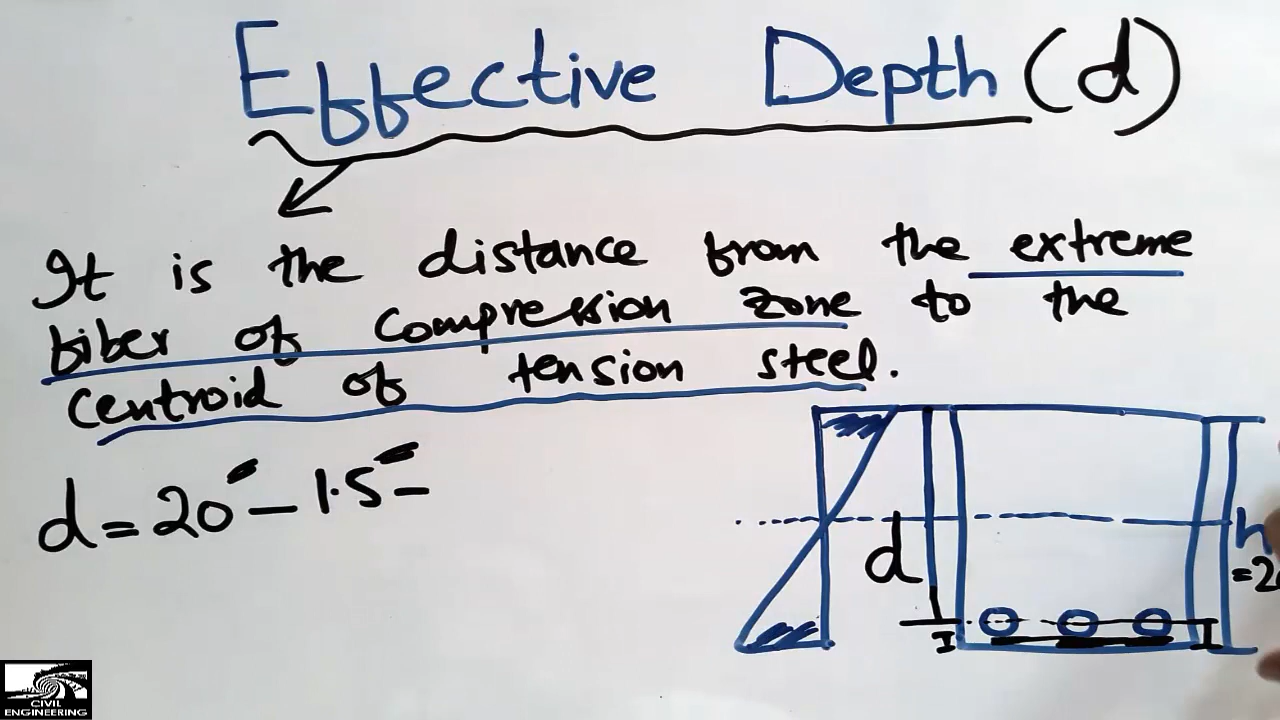 Effective Depth (d)
It is the distance from the extreme
fiber of compression zone to the
centroid of tension steel.
d = 20" - 1.5" -
d
h
I
I
CIVIL
ENGINEERING